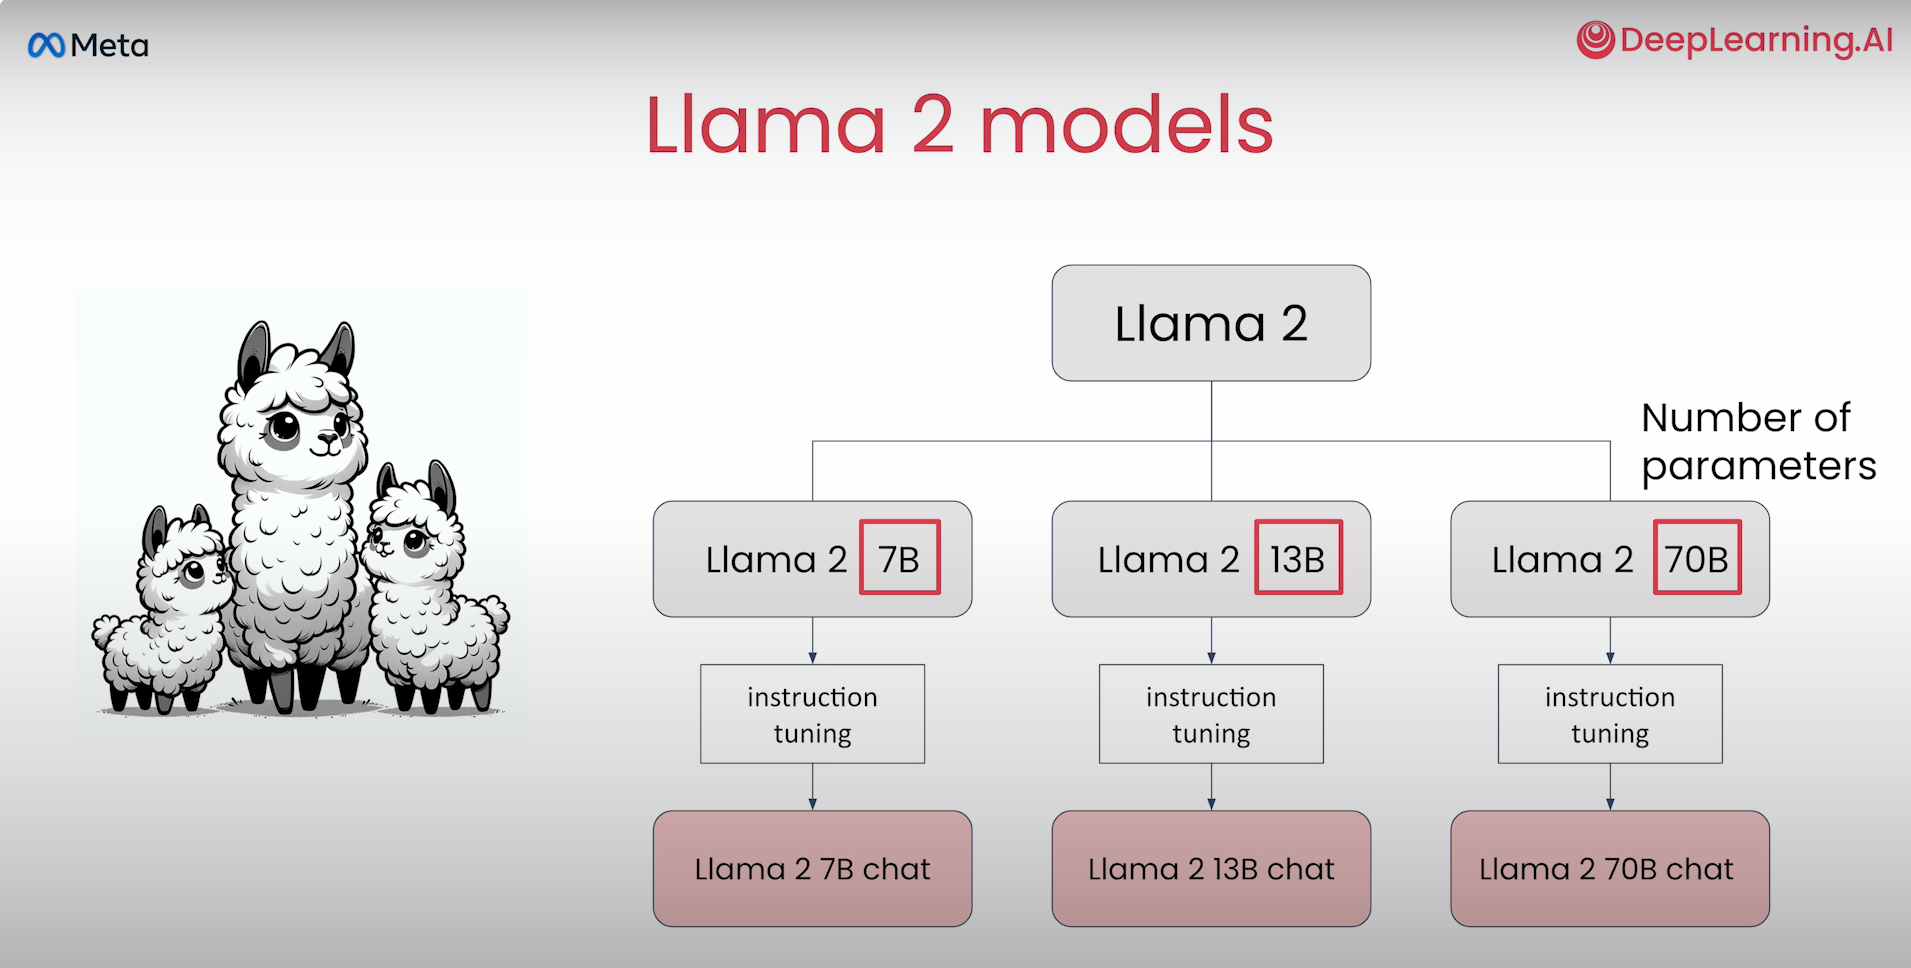 Meta
DeepLearning.AI
Llama 2 models
Llama 2
Number of
parameters
Llama 2 7B
Llama 2 13B
Llama 2 70B
instruction
tuning
instruction
tuning
instruction
tuning
Llama 2 7B chat
Llama 2 13B chat
Llama 2 70B chat